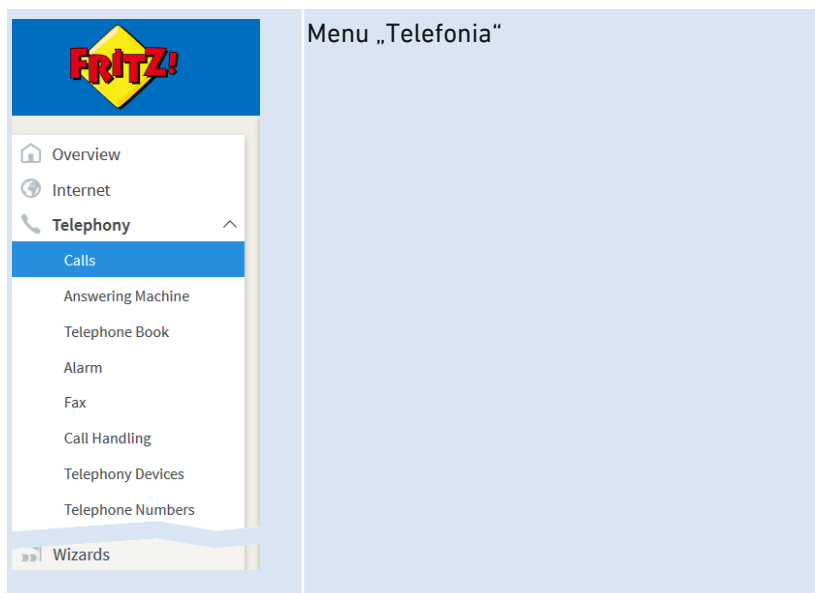 FRITZ!
Overview
Internet
Telephony
Calls
Answering Machine
Telephone Book
Alarm
Fax
Call Handling
Telephony Devices
Telephone Numbers
Wizards
Menu „Telefonia“